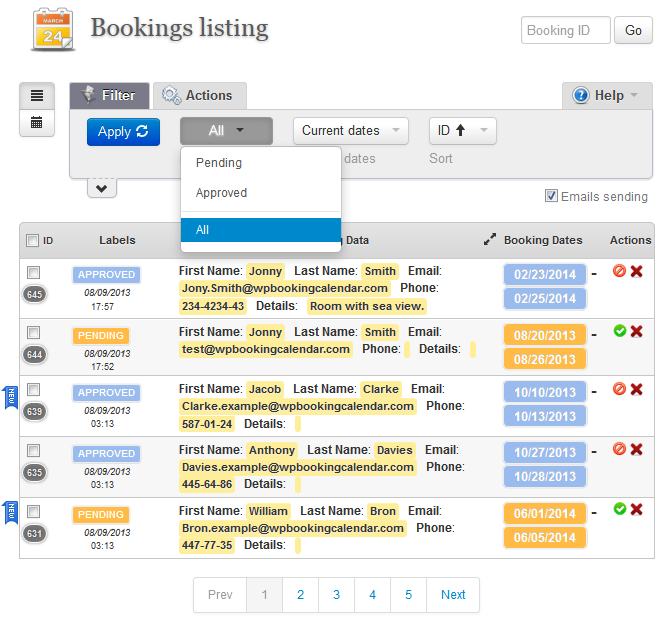 MARCH
24
Bookings listing
Booking ID
Go
Filter
Actions
Help
Apply
All
Current dates
ID
dates
Sort
Pending
Approved
All
Emails sending
ID
Labels
Data
Booking Dates
Actions
645
APPROVED
08/09/2013
17:57
First Name: Jonny Last Name: Smith Email:
Jony.Smith@wpbookingcalendar.com Phone:
234-4234-43 Details: Room with sea view.
02/23/2014 -
02/25/2014
644
PENDING
08/09/2013
17:52
First Name: Jonny Last Name: Smith Email:
test@wpbookingcalendar.com Phone: Details:
08/20/2013 -
08/26/2013
NEW
639
APPROVED
08/09/2013
03:13
First Name: Jacob Last Name: Clarke Email:
Clarke.example@wpbookingcalendar.com Phone:
587-01-24 Details:
10/10/2013 -
10/13/2013
635
APPROVED
08/09/2013
03:13
First Name: Anthony Last Name: Davies Email:
Davies.example@wpbookingcalendar.com Phone:
445-64-86 Details:
10/27/2013 -
10/28/2013
NEW
631
PENDING
08/09/2013
03:13
First Name: William Last Name: Bron Email:
Bron.example@wpbookingcalendar.com Phone:
447-77-35 Details:
06/01/2014 -
06/05/2014
Prev 1 2 3 4 5 Next